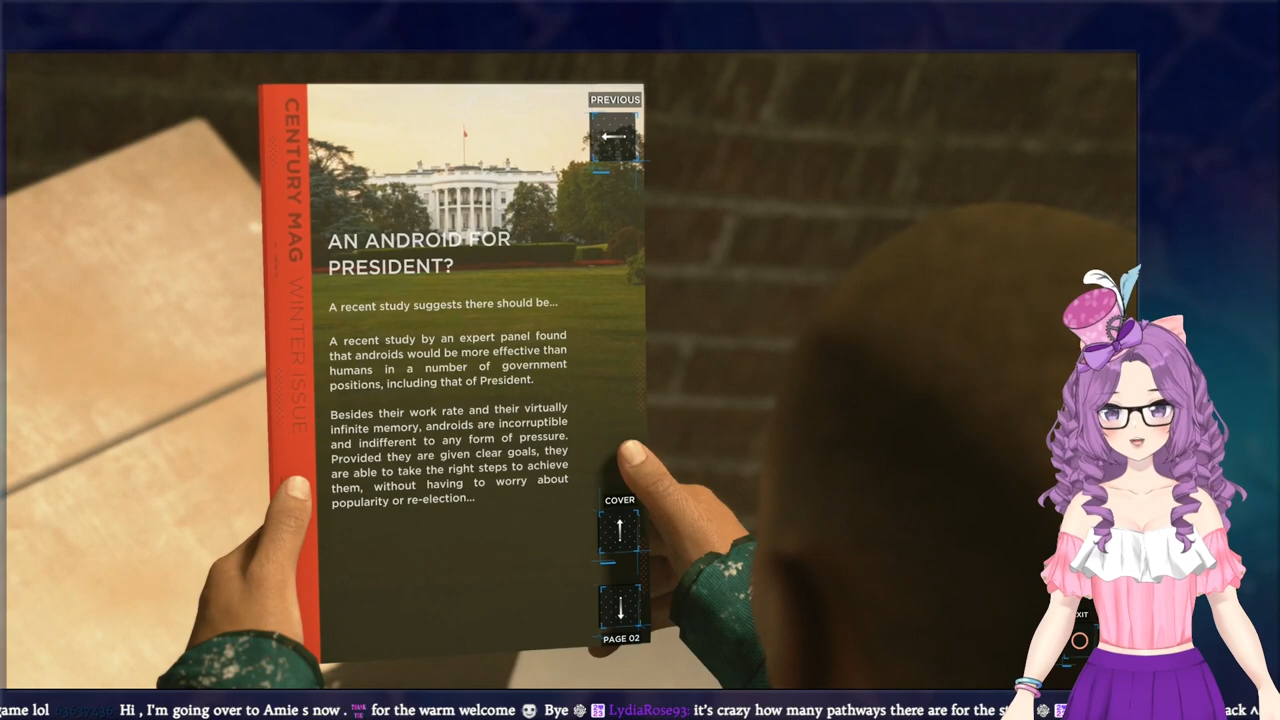 PREVIOUS
CENTURY MAG WINTER ISSUE
AN ANDROID FOR
PRESIDENT?
A recent study suggests there should be...
A recent study by an expert panel found
that androids would be more effective than
humans in a number of government
positions, including that of President.
Besides their work rate and their virtually
infinite memory, androids are incorruptible
and indifferent to any form of pressure.
Provided they are given clear goals, they
are able to take the right steps to achieve
them, without having to worry about
popularity or re-election...
COVER
PAGE 02
game lol Hi , I'm going over to Amie s now . for the warm welcome Bye LydiaRose93: it's crazy how many pathways there are for the